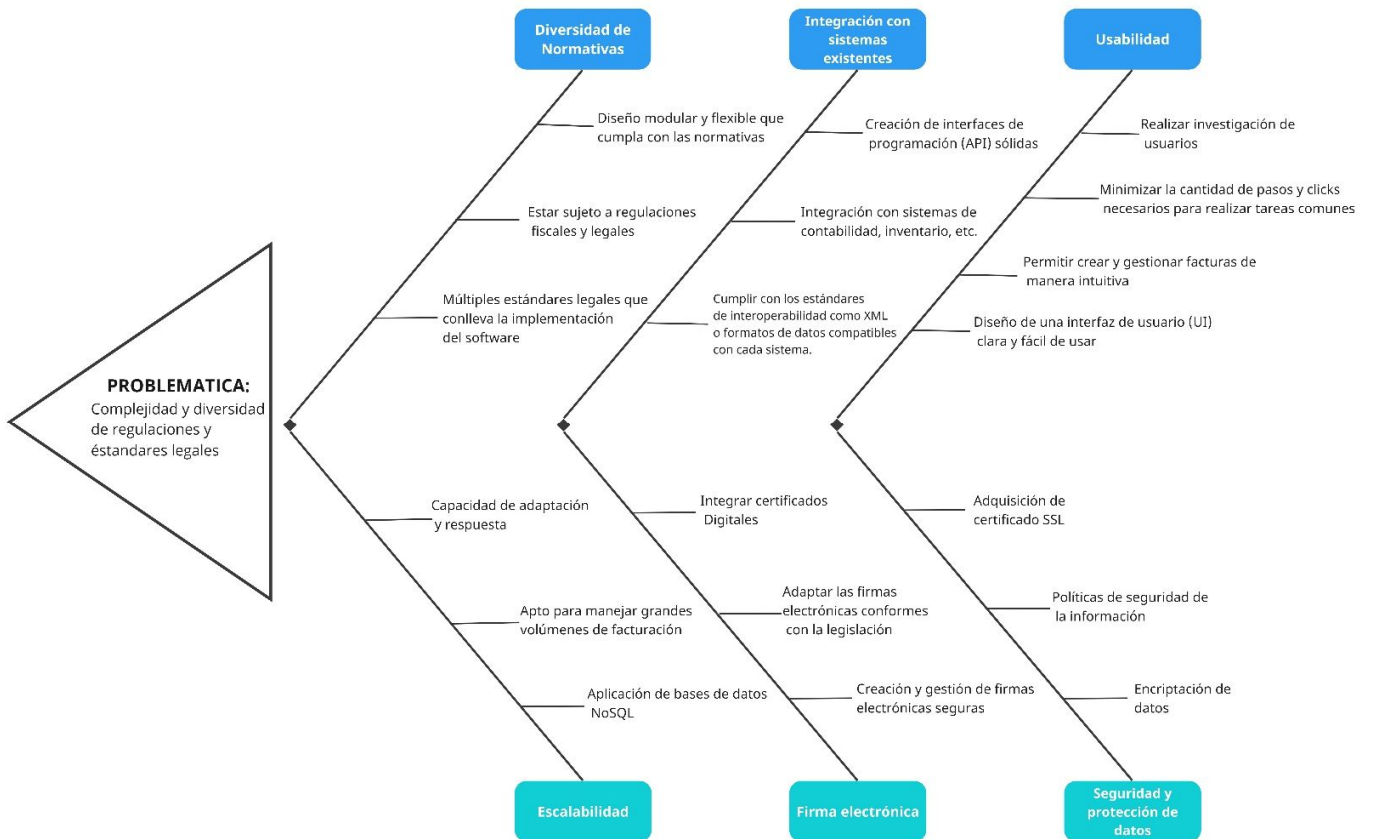 Diversidad de
Normativas
Integración con
sistemas
existentes
Usabilidad
Diseño modular y flexible que
cumpla con las normativas
Creación de interfaces de
programación (API) sólidas
Realizar investigación de
usuarios
Estar sujeto a regulaciones
fiscales y legales
Integración con sistemas de
contabilidad, inventario, etc.
Minimizar la cantidad de pasos y clicks
necesarios para realizar tareas comunes
Múltiples estándares legales que
conlleva la implementación
del software
Cumplir con los estándares
de interoperabilidad como XML
o formatos de datos compatibles
con cada sistema.
Permitir crear y gestionar facturas de
manera intuitiva
Diseño de una interfaz de usuario (UI)
clara y fácil de usar
PROBLEMATICA:
Complejidad y diversidad
de regulaciones y
éstandares legales
Capacidad de adaptación
y respuesta
Integrar certificados
Digitales
Adquisición de
certificado SSL
Apto para manejar grandes
volúmenes de facturación
Adaptar las firmas
electrónicas conformes
con la legislación
Políticas de seguridad de
la información
Aplicación de bases de datos
NoSQL
Creación y gestión de firmas
electrónicas seguras
Encriptación de
datos
Escalabilidad
Firma electrónica
Seguridad y
protección de
datos